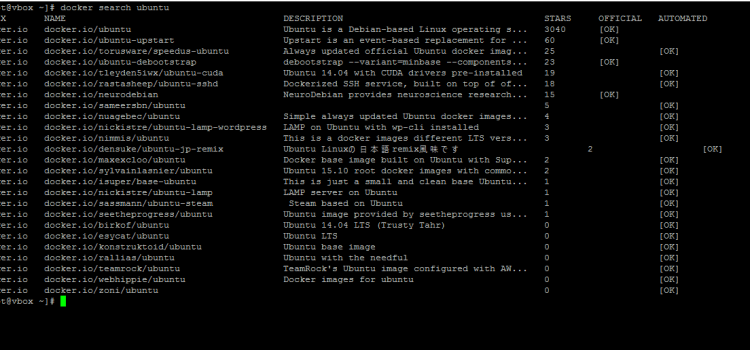 t@vbox ~]# docker search ubuntu
EX NAME DESCRIPTION STARS OFFICIAL AUTOMATED
er.io docker.io/ubuntu Ubuntu is a Debian-based Linux operating s... 3040 [OK]
er.io docker.io/ubuntu-upstart Upstart is an event-based replacement for ... 60 [OK]
er.io docker.io/torusware/speedus-ubuntu Always updated official Ubuntu docker imag... 25 [OK]
er.io docker.io/ubuntu-debootstrap debootstrap --variant=minbase --components... 23 [OK]
er.io docker.io/tleyden5iwx/ubuntu-cuda Ubuntu 14.04 with CUDA drivers pre-installed 19 [OK]
er.io docker.io/rastasheep/ubuntu-sshd Dockerized SSH service, built on top of of... 18 [OK]
er.io docker.io/neurodebian NeuroDebian provides neuroscience research... 15 [OK]
er.io docker.io/sameersbn/ubuntu 5 [OK]
er.io docker.io/nuagebec/ubuntu Simple always updated Ubuntu docker images... 4 [OK]
er.io docker.io/nickistre/ubuntu-lamp-wordpress LAMP on Ubuntu with wp-cli installed 3 [OK]
er.io docker.io/nimmis/ubuntu This is a docker images different LTS vers... 3 [OK]
er.io docker.io/densuke/ubuntu-jp-remix Ubuntu Linuxの日本語remix風味です 2 [OK]
er.io docker.io/maxexcloo/ubuntu Docker base image built on Ubuntu with Sup... 2 [OK]
er.io docker.io/sylvainlasnier/ubuntu Ubuntu 15.10 root docker images with commo... 2 [OK]
er.io docker.io/isuper/base-ubuntu This is just a small and clean base Ubuntu... 1 [OK]
er.io docker.io/nickistre/ubuntu-lamp LAMP server on Ubuntu 1 [OK]
er.io docker.io/sassmann/ubuntu-steam Steam based on Ubuntu 1 [OK]
er.io docker.io/seetheprogress/ubuntu Ubuntu image provided by seetheprogress us... 1 [OK]
er.io docker.io/birkof/ubuntu Ubuntu 14.04 LTS (Trusty Tahr) 0 [OK]
er.io docker.io/esycat/ubuntu Ubuntu LTS 0 [OK]
er.io docker.io/konstruktoid/ubuntu Ubuntu base image 0 [OK]
er.io docker.io/rallias/ubuntu Ubuntu with the needful 0 [OK]
er.io docker.io/teamrock/ubuntu TeamRock's Ubuntu image configured with AW... 0 [OK]
er.io docker.io/webhippie/ubuntu Docker images for ubuntu 0 [OK]
er.io docker.io/zoni/ubuntu 0 [OK]
t@vbox ~]#